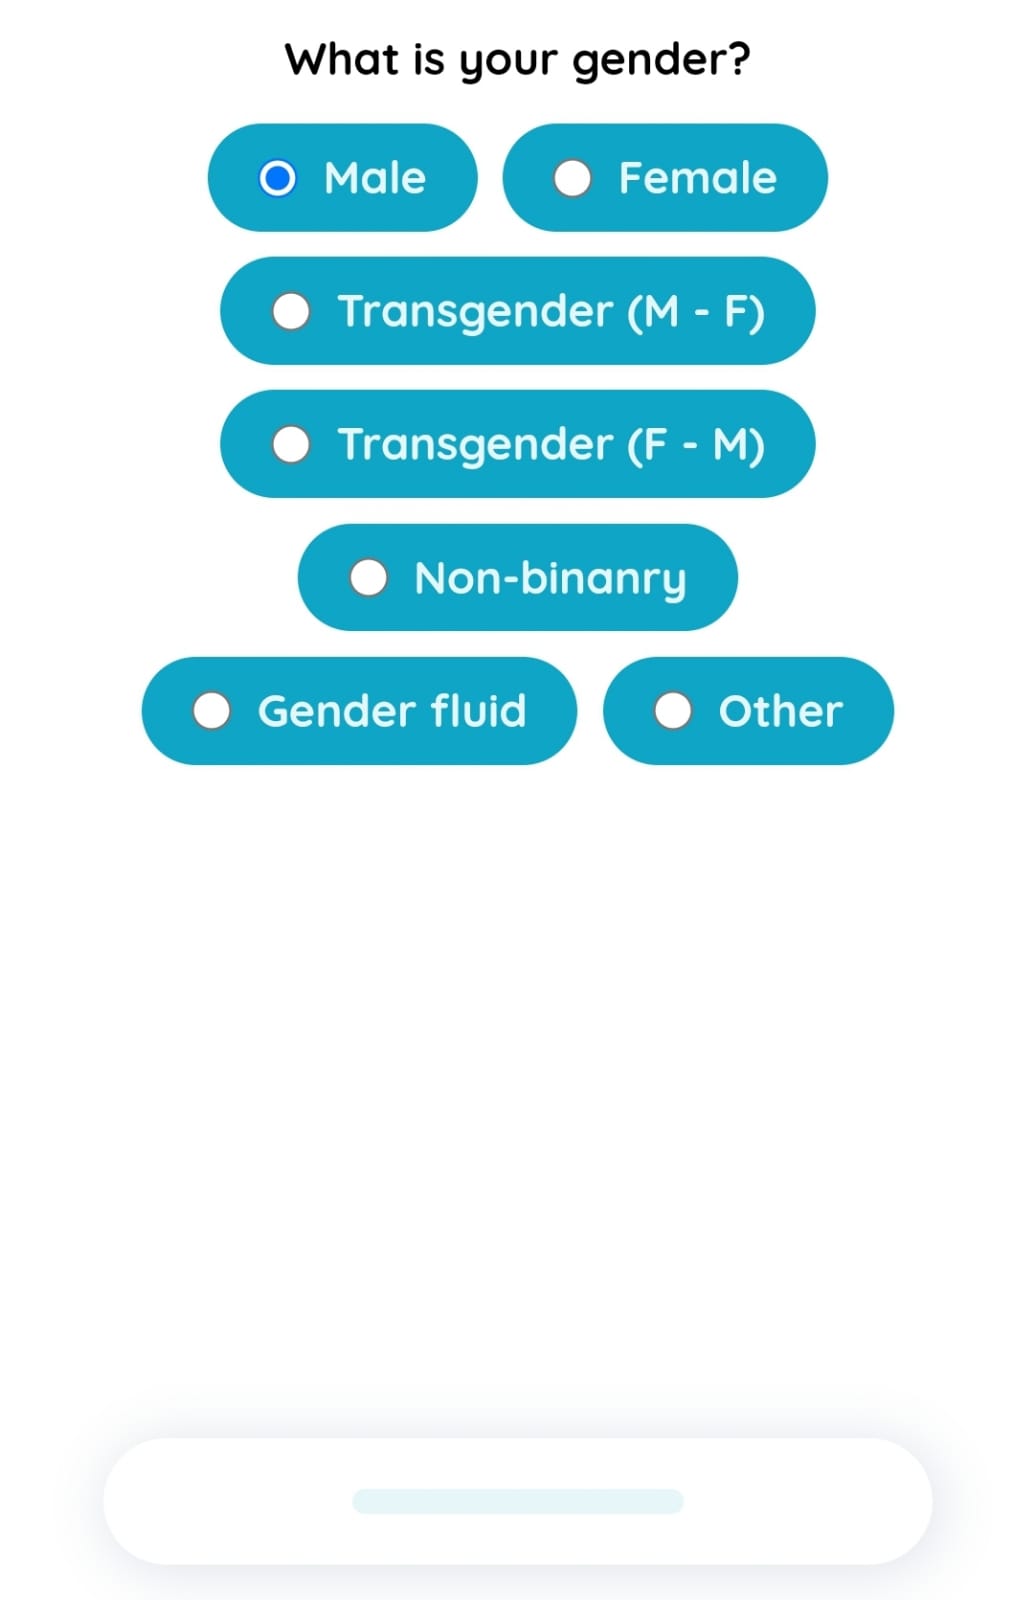 What is your gender?
Male Female
Transgender (M - F)
Transgender (F - M)
Non-binanry
Gender fluid Other